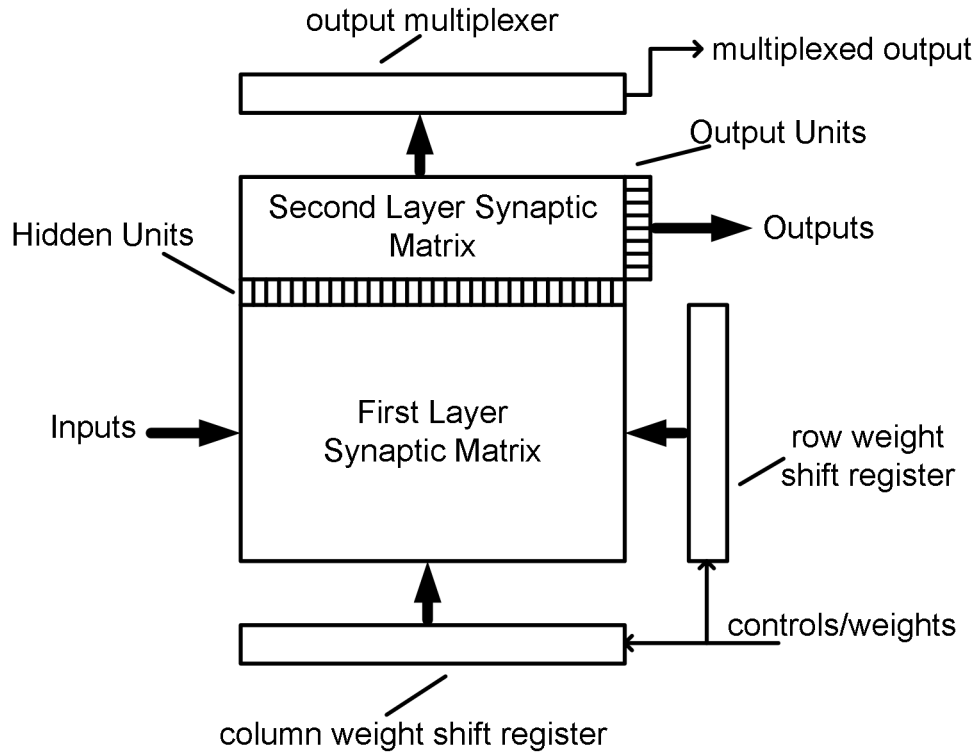 output multiplexer
multiplexed output
Output Units
Second Layer Synaptic
Matrix
Hidden Units
Outputs
First Layer
Synaptic Matrix
Inputs
row weight
shift register
controls/weights
column weight shift register